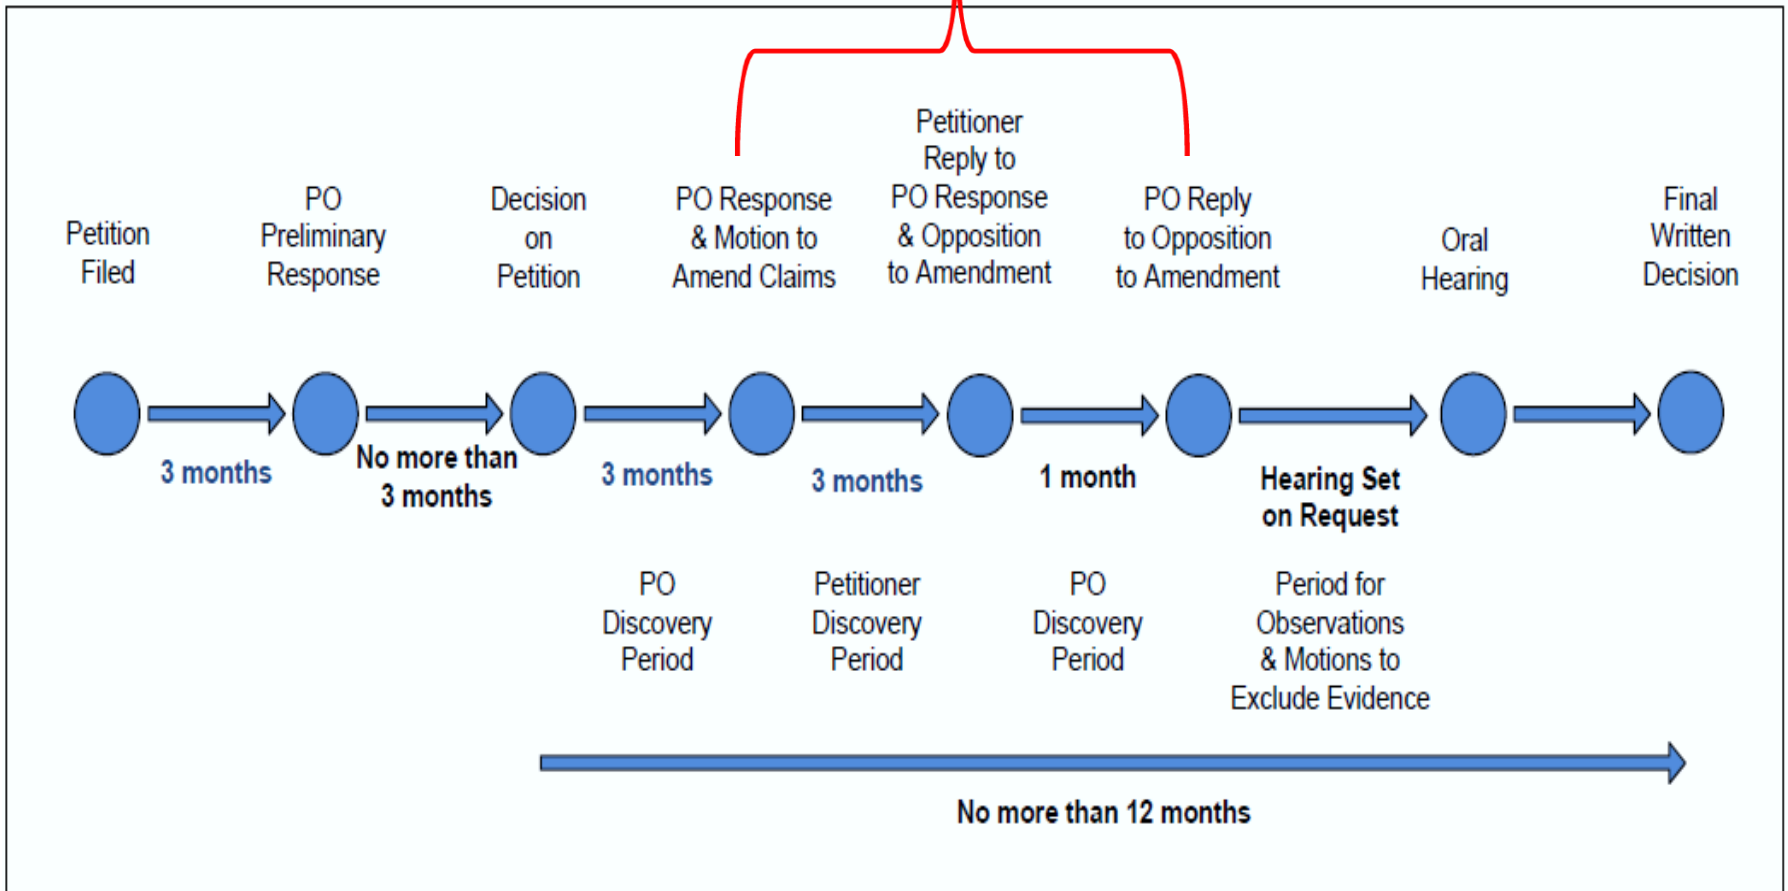 Petition
Filed
PO
Preliminary
Response
Decision
on
Petition
PO Response
& Motion to
Amend Claims
Petitioner
Reply to
PO Response
& Opposition
to Amendment
PO Reply
to Opposition
to Amendment
Oral
Hearing
Final
Written
Decision
3 months
No more than
3 months
3 months
3 months
1 month
Hearing Set
on Request
PO
Discovery
Period
Petitioner
Discovery
Period
PO
Discovery
Period
Period for
Observations
& Motions to
Exclude Evidence
No more than 12 months